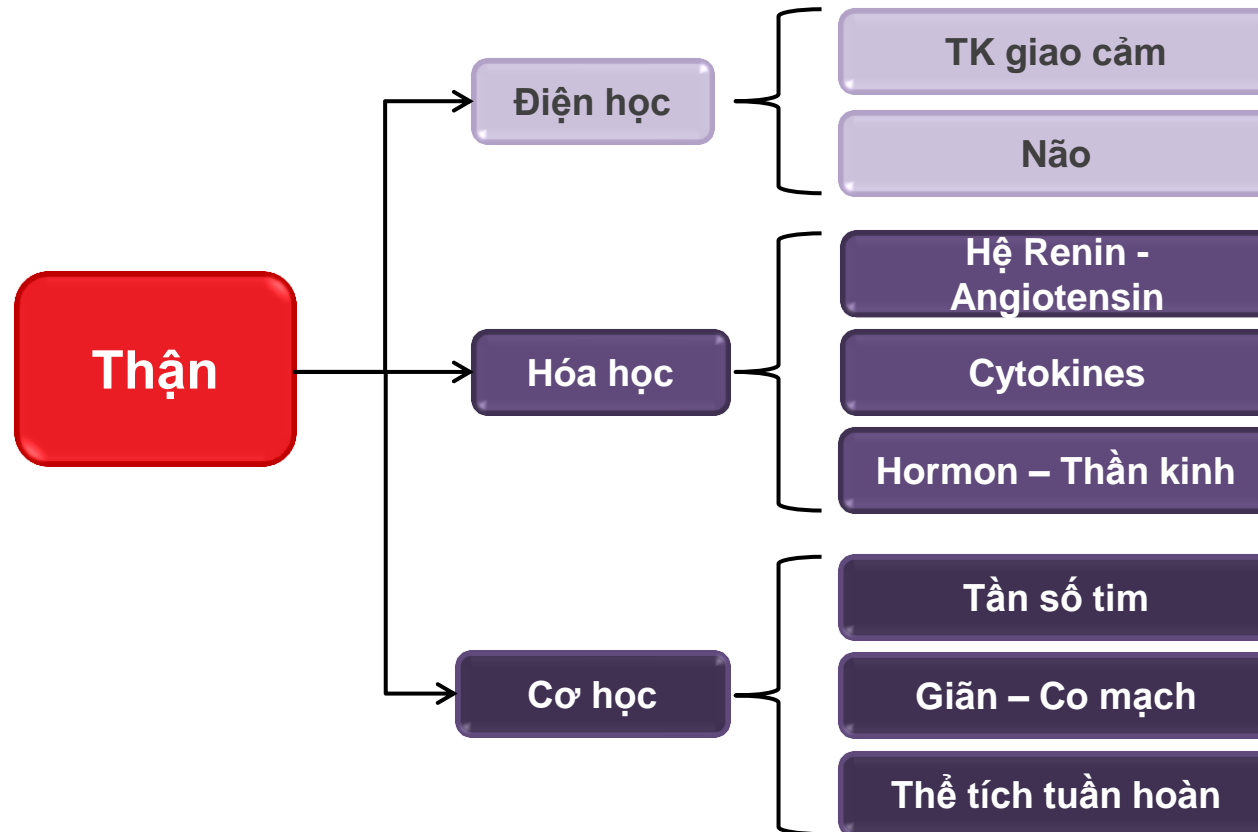 Thận
Điện học
TK giao cảm
Não
Hóa học
Hệ Renin -
Angiotensin
Cytokines
Hormon – Thần kinh
Cơ học
Tần số tim
Giãn – Co mạch
Thể tích tuần hoàn